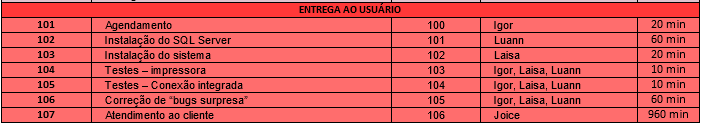 ENTREGA AO USUÁRIO
101 Agendamento 100 Igor 20 min
102 Instalação do SQL Server 101 Luann 60 min
103 Instalação do sistema 102 Laisa 20 min
104 Testes – impressora 103 Igor, Laisa, Luann 10 min
105 Testes – Conexão integrada 104 Igor, Laisa, Luann 10 min
106 Correção de “bugs surpresa” 105 Igor, Laisa, Luann 60 min
107 Atendimento ao cliente 106 Joice 960 min